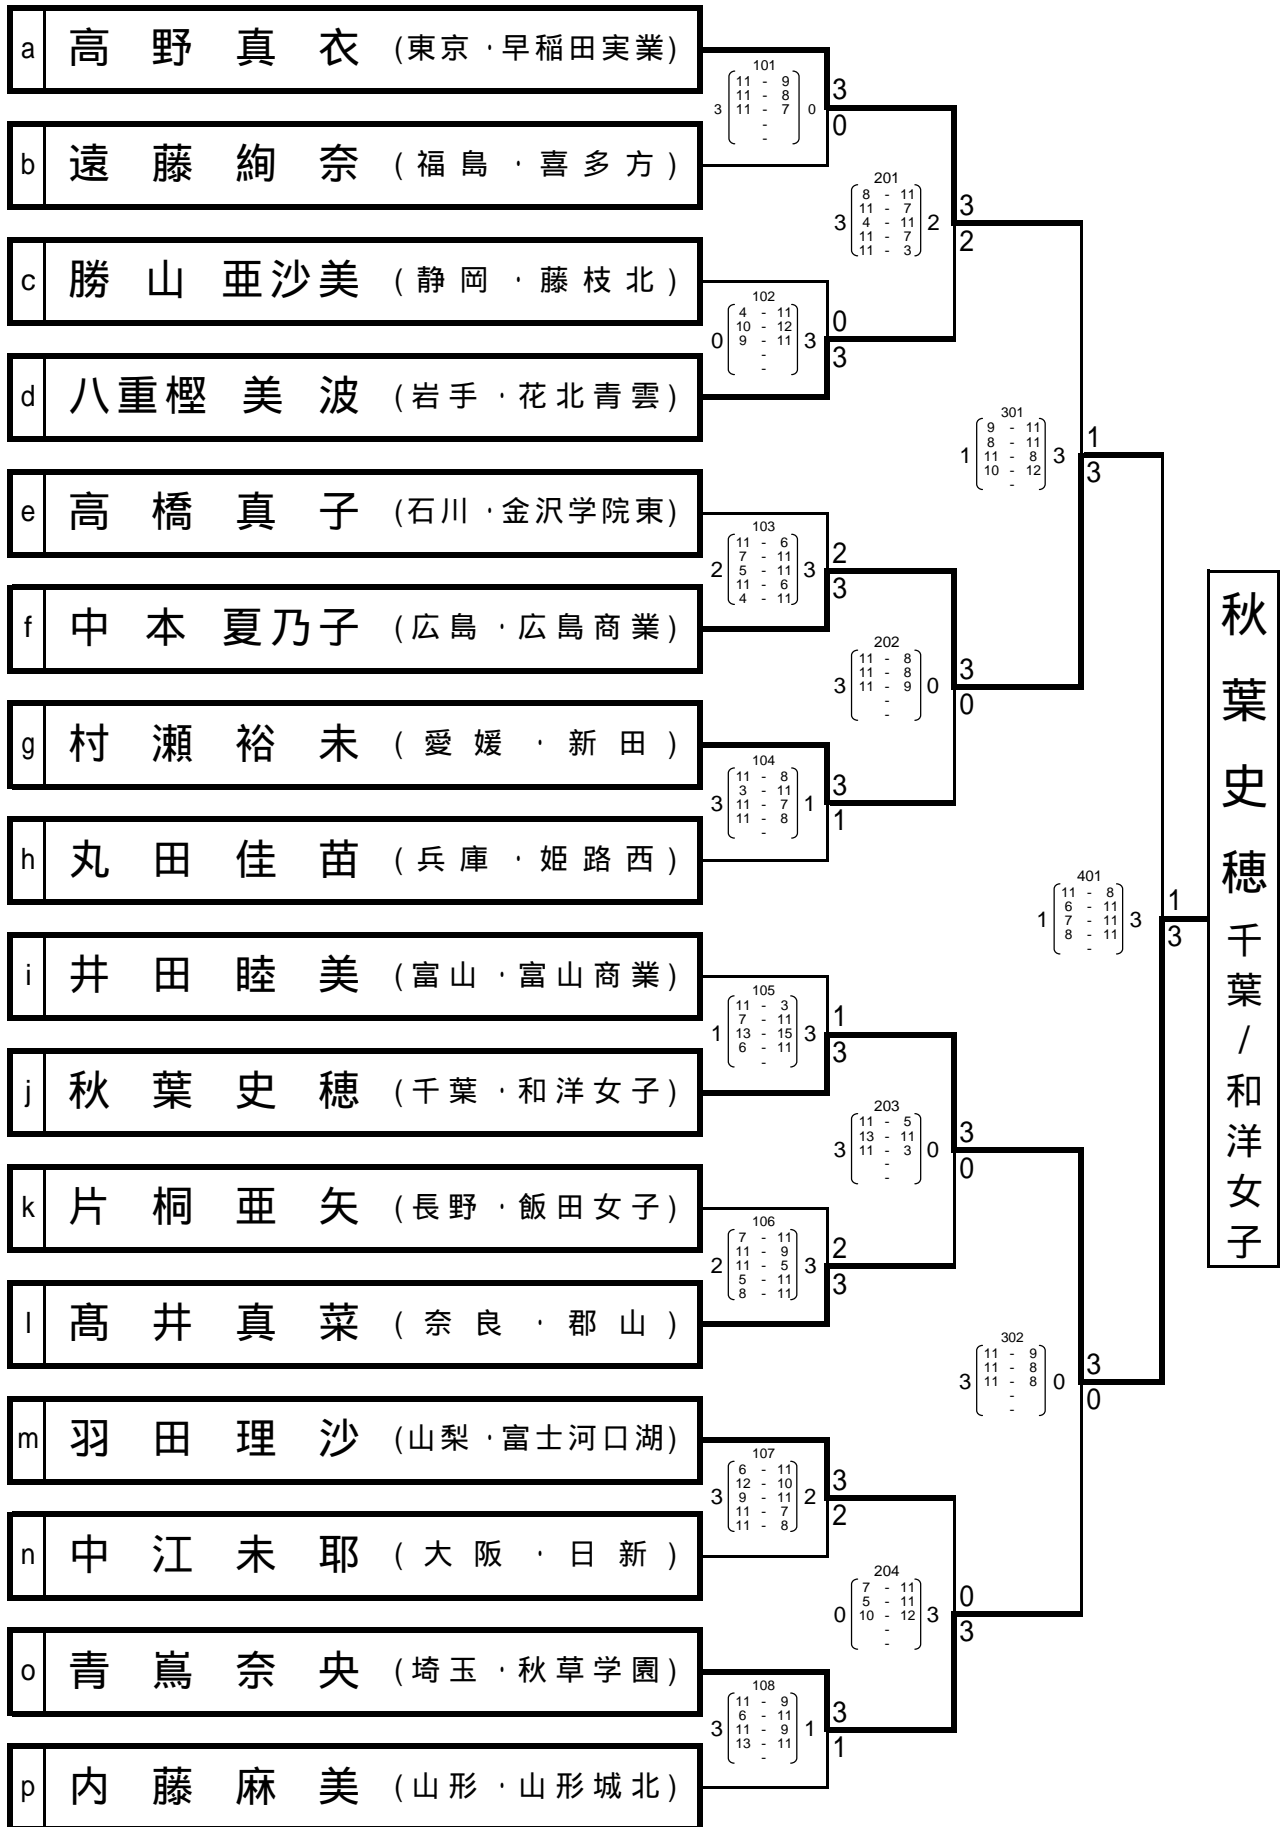 a 高野真衣 (東京・早稲田実業)
b 遠藤絢奈 (福島・喜多方)
c 勝山亜沙美 (静岡・藤枝北)
d 八重樫美波 (岩手・花北青雲)
e 高橋真子 (石川・金沢学院東)
f 中本夏乃子 (広島・広島商業)
g 村瀬裕未 (愛媛・新田)
h 丸田佳苗 (兵庫・姫路西)
i 井田睦美 (富山・富山商業)
j 秋葉史穂 (千葉・和洋女子)
k 片桐亜矢 (長野・飯田女子)
l 髙井真菜 (奈良・郡山)
m 羽田理沙 (山梨・富士河口湖)
n 中江未耶 (大阪・日新)
o 青嶌奈央 (埼玉・秋草学園)
p 内藤麻美 (山形・山形城北)
101
11 - 9
11 - 8
3 11 - 7 0
-
-
3
0
102
4 - 11
10 - 12
0 9 - 11 3
-
-
0
3
103
11 - 6
7 - 11
2 5 - 11 3
11 - 6
4 - 11
2
3
104
11 - 8
3 - 11
3 11 - 7 1
11 - 8
-
3
1
105
11 - 3
7 - 11
1 13 - 15 3
6 - 11
-
1
3
106
7 - 11
11 - 9
2 11 - 5 3
5 - 11
8 - 11
2
3
107
6 - 11
12 - 10
3 9 - 11 2
11 - 7
11 - 8
3
2
108
11 - 9
6 - 11
3 11 - 9 1
13 - 11
-
3
1
201
8 - 11
11 - 7
3 4 - 11 2
11 - 7
11 - 3
3
2
202
11 - 8
11 - 8
3 11 - 9 0
-
-
3
0
203
11 - 5
13 - 11
3 11 - 3 0
-
-
3
0
204
7 - 11
5 - 11
0 10 - 12 3
-
-
0
3
301
9 - 11
8 - 11
1 11 - 8 3
10 - 12
-
1
3
302
11 - 9
11 - 8
3 11 - 8 0
-
-
3
0
401
11 - 8
6 - 11
1 7 - 11 3
8 - 11
-
1
3
秋葉史穂 千葉/和洋女子